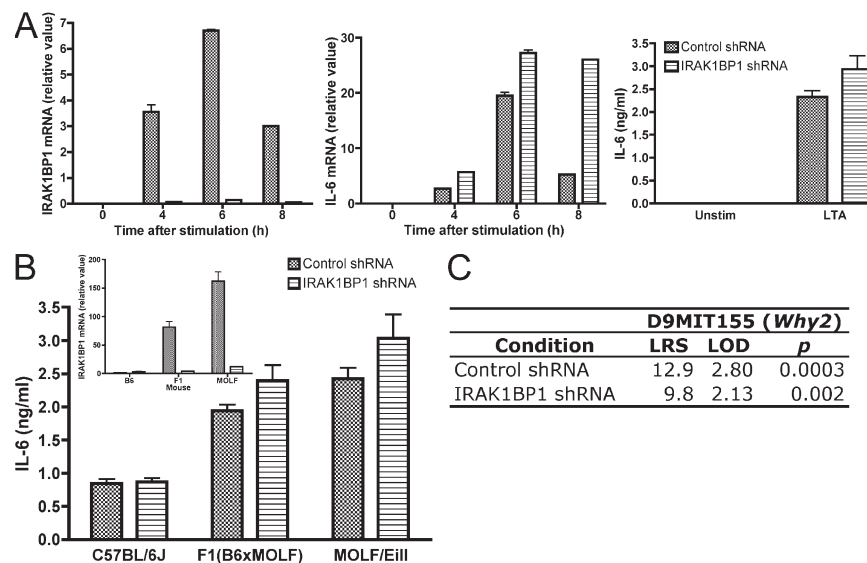 A
IRAK1BP1 mRNA (relative value)
7
6
5
4
3
2
1
0
0 4 6 8
Time after stimulation (h)
IL-6 mRNA (relative value)
30
20
10
0
0 4 6 8
Time after stimulation (h)
Control shRNA
IRAK1BP1 shRNA
IL-6 (ng/ml)
3.5
3.0
2.5
2.0
1.5
1.0
0.5
0.0
Unstim LTA
B
IRAK1BP1 mRNA (relative value)
200
150
100
50
0
B6 F1 MOLF
Mouse
Control shRNA
IRAK1BP1 shRNA
IL-6 (ng/ml)
3.5
3.0
2.5
2.0
1.5
1.0
0.5
0.0
C57BL/6J F1(B6xMOLF) MOLF/EiIl
C
D9MIT155 (Why2)
Condition LRS LOD p
Control shRNA 12.9 2.80 0.0003
IRAK1BP1 shRNA 9.8 2.13 0.002